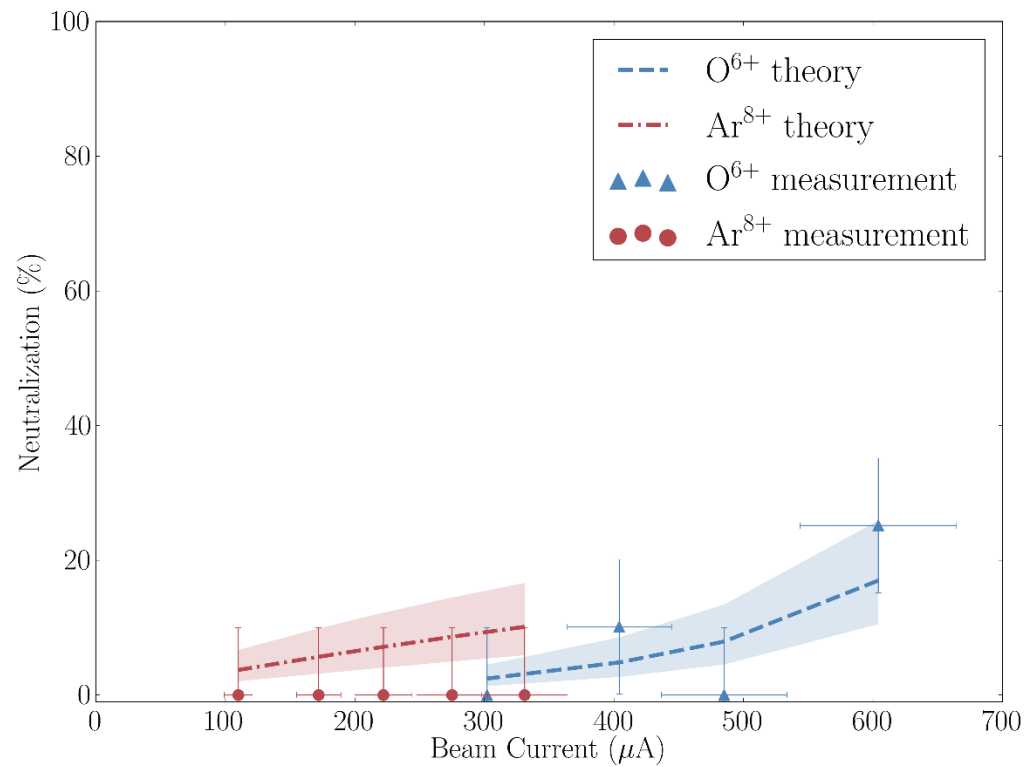 100
80
60
40
20
0
Neutralization (%)
O⁶⁺ theory
Ar⁸⁺ theory
O⁶⁺ measurement
Ar⁸⁺ measurement
0 100 200 300 400 500 600 700
Beam Current (μA)